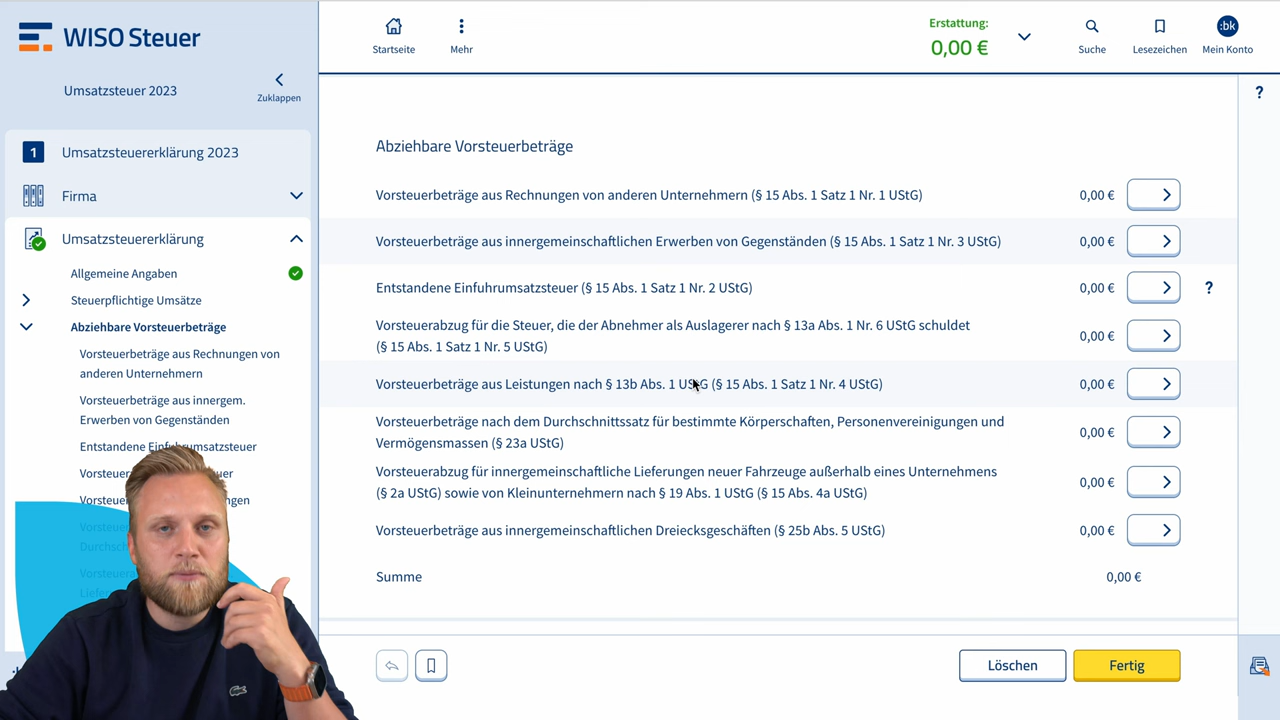 WISO Steuer
Umsatzsteuer 2023
Zuklappen
1 Umsatzsteuererklärung 2023
Firma
Umsatzsteuererklärung
Allgemeine Angaben
Steuerpflichtige Umsätze
Abziehbare Vorsteuerbeträge
Vorsteuerbeträge aus Rechnungen von
anderen Unternehmern
Vorsteuerbeträge aus innergem.
Erwerben von Gegenständen
Entstandene Einfuhrumsatzsteuer
Startseite
Mehr
Erstattung:
0,00 €
Suche
Lesezeichen
:bk
Mein Konto
?
Abziehbare Vorsteuerbeträge
Vorsteuerbeträge aus Rechnungen von anderen Unternehmern (§ 15 Abs. 1 Satz 1 Nr. 1 UStG) 0,00 €
Vorsteuerbeträge aus innergemeinschaftlichen Erwerben von Gegenständen (§ 15 Abs. 1 Satz 1 Nr. 3 UStG) 0,00 €
Entstandene Einfuhrumsatzsteuer (§ 15 Abs. 1 Satz 1 Nr. 2 UStG) 0,00 € ?
Vorsteuerabzug für die Steuer, die der Abnehmer als Auslagerer nach § 13a Abs. 1 Nr. 6 UStG schuldet
(§ 15 Abs. 1 Satz 1 Nr. 5 UStG) 0,00 €
Vorsteuerbeträge aus Leistungen nach § 13b Abs. 1 UStG (§ 15 Abs. 1 Satz 1 Nr. 4 UStG) 0,00 €
Vorsteuerbeträge nach dem Durchschnittssatz für bestimmte Körperschaften, Personenvereinigungen und
Vermögensmassen (§ 23a UStG) 0,00 €
Vorsteuerabzug für innergemeinschaftliche Lieferungen neuer Fahrzeuge außerhalb eines Unternehmens
(§ 2a UStG) sowie von Kleinunternehmern nach § 19 Abs. 1 UStG (§ 15 Abs. 4a UStG) 0,00 €
Vorsteuerbeträge aus innergemeinschaftlichen Dreiecksgeschäften (§ 25b Abs. 5 UStG) 0,00 €
Summe 0,00 €
Löschen
Fertig